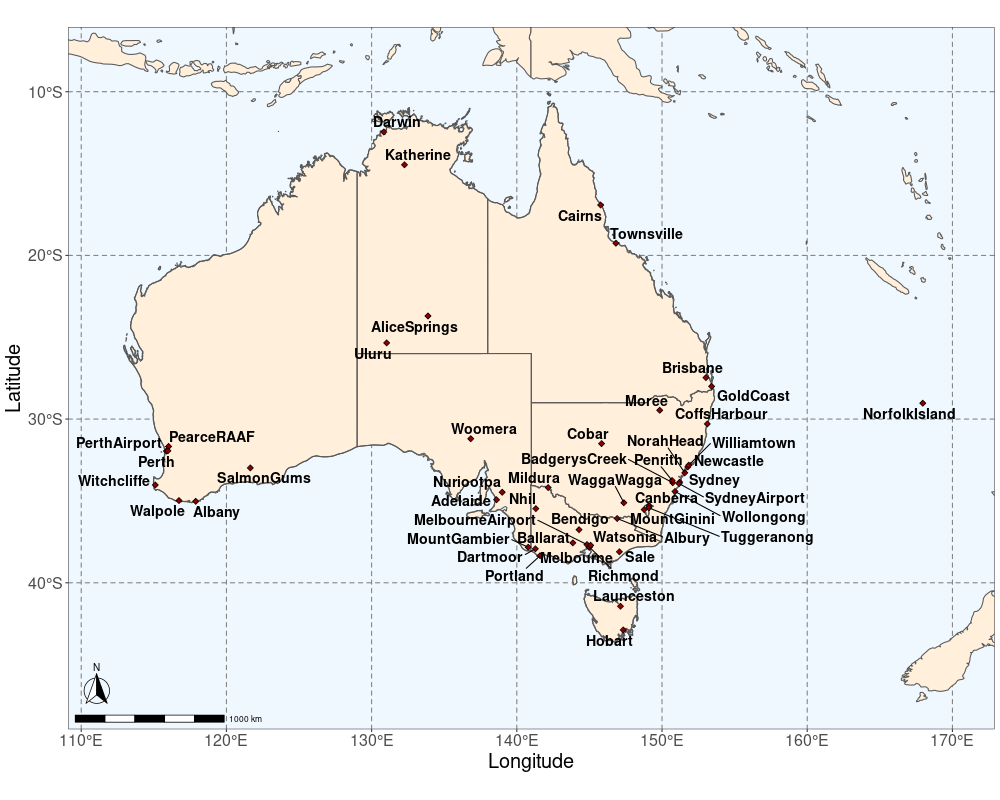 10°S
20°S
30°S
40°S
Latitude
Darwin
Katherine
Cairns
Townsville
AliceSprings
Uluru
Brisbane
GoldCoast
Moree
CoffsHarbour
NorfolkIsland
Woomera
Cobar
NorahHead
Williamtown
PerthAirport
PearceRAAF
Perth
BadgerysCreek
Penrith
Newcastle
Witchcliffe
SalmonGums
Nuriootpa
Mildura
WaggaWagga
Sydney
Adelaide
Nhil
Canberra
SydneyAirport
Walpole
Albany
MelbourneAirport
Bendigo
MountGinini
Wollongong
MountGambier
Ballarat
Watsonia
Albury
Tuggeranong
Dartmoor
Melbourne
Sale
Portland
Richmond
Launceston
Hobart
N
1000 km
110°E
120°E
130°E
140°E
150°E
160°E
170°E
Longitude